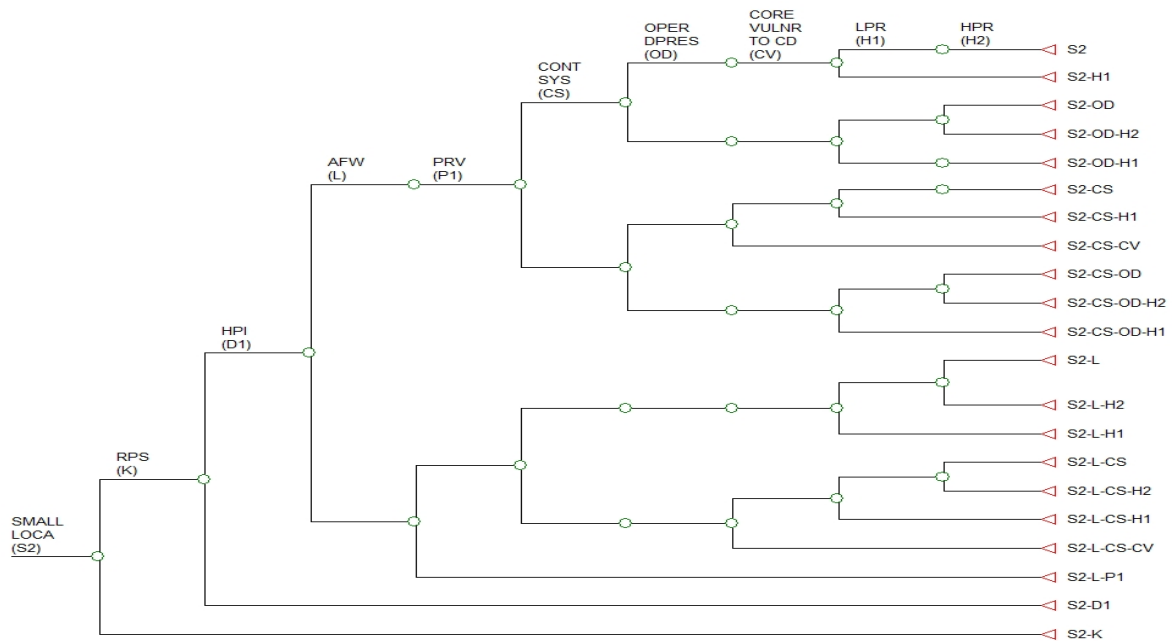 SMALL
LOCA
(S2)
RPS
(K)
HPI
(D1)
AFW
(L)
PRV
(P1)
CONT
SYS
(CS)
OPER
DPRES
(OD)
CORE
VULNR
TO CD
(CV)
LPR
(H1)
HPR
(H2)
S2
S2-H1
S2-OD
S2-OD-H2
S2-OD-H1
S2-CS
S2-CS-H1
S2-CS-CV
S2-CS-OD
S2-CS-OD-H2
S2-CS-OD-H1
S2-L
S2-L-H2
S2-L-H1
S2-L-CS
S2-L-CS-H2
S2-L-CS-H1
S2-L-CS-CV
S2-L-P1
S2-D1
S2-K